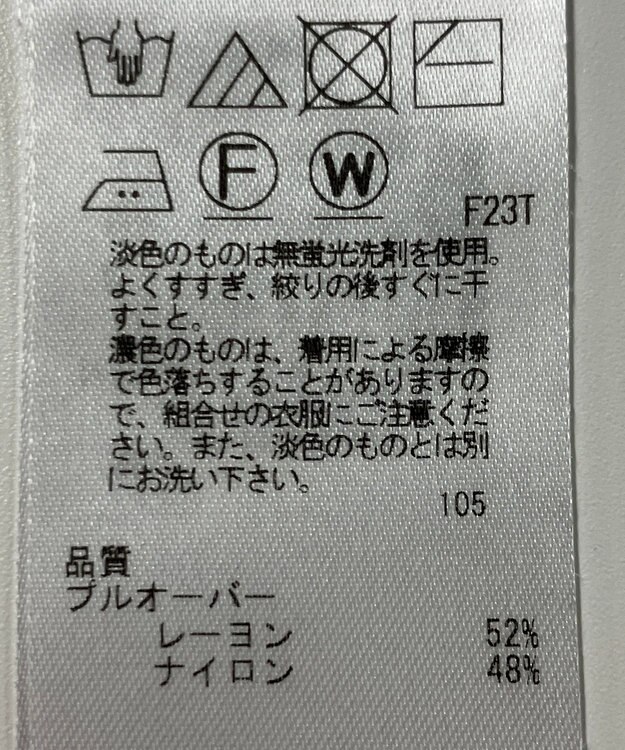 F W
F23T
淡色のものは無蛍光洗剤を使用。
よくすすぎ、絞りの後すぐに干
すこと。
濃色のものは、着用による摩擦
で色落ちすることがありますの
で、組合せの衣服にご注意くだ
さい。また、淡色のものとは別
にお洗い下さい。
105
品質
プルオーバー
レーヨン 52%
ナイロン 48%